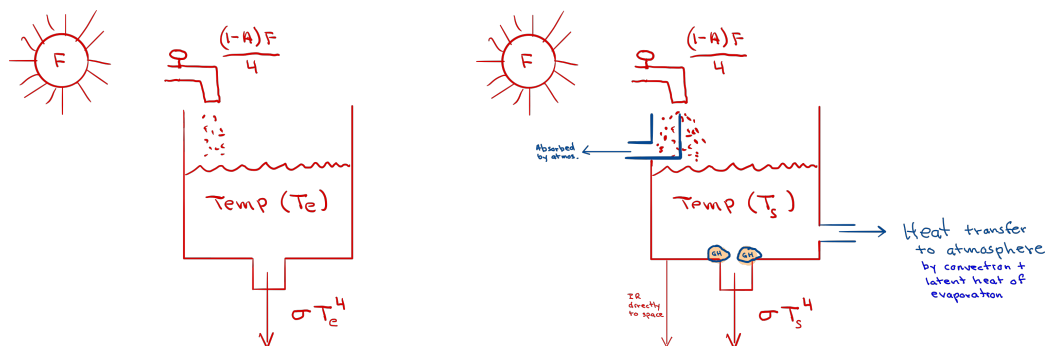 F
(1-A)F
4
Temp (Te)
σTe⁴
F
(1-A)F
4
Absorbed
by atmos.
Temp (Ts)
GH
GH
IR
directly
to space
σTs⁴
Heat transfer
to atmosphere
by convection +
latent heat of
evaporation